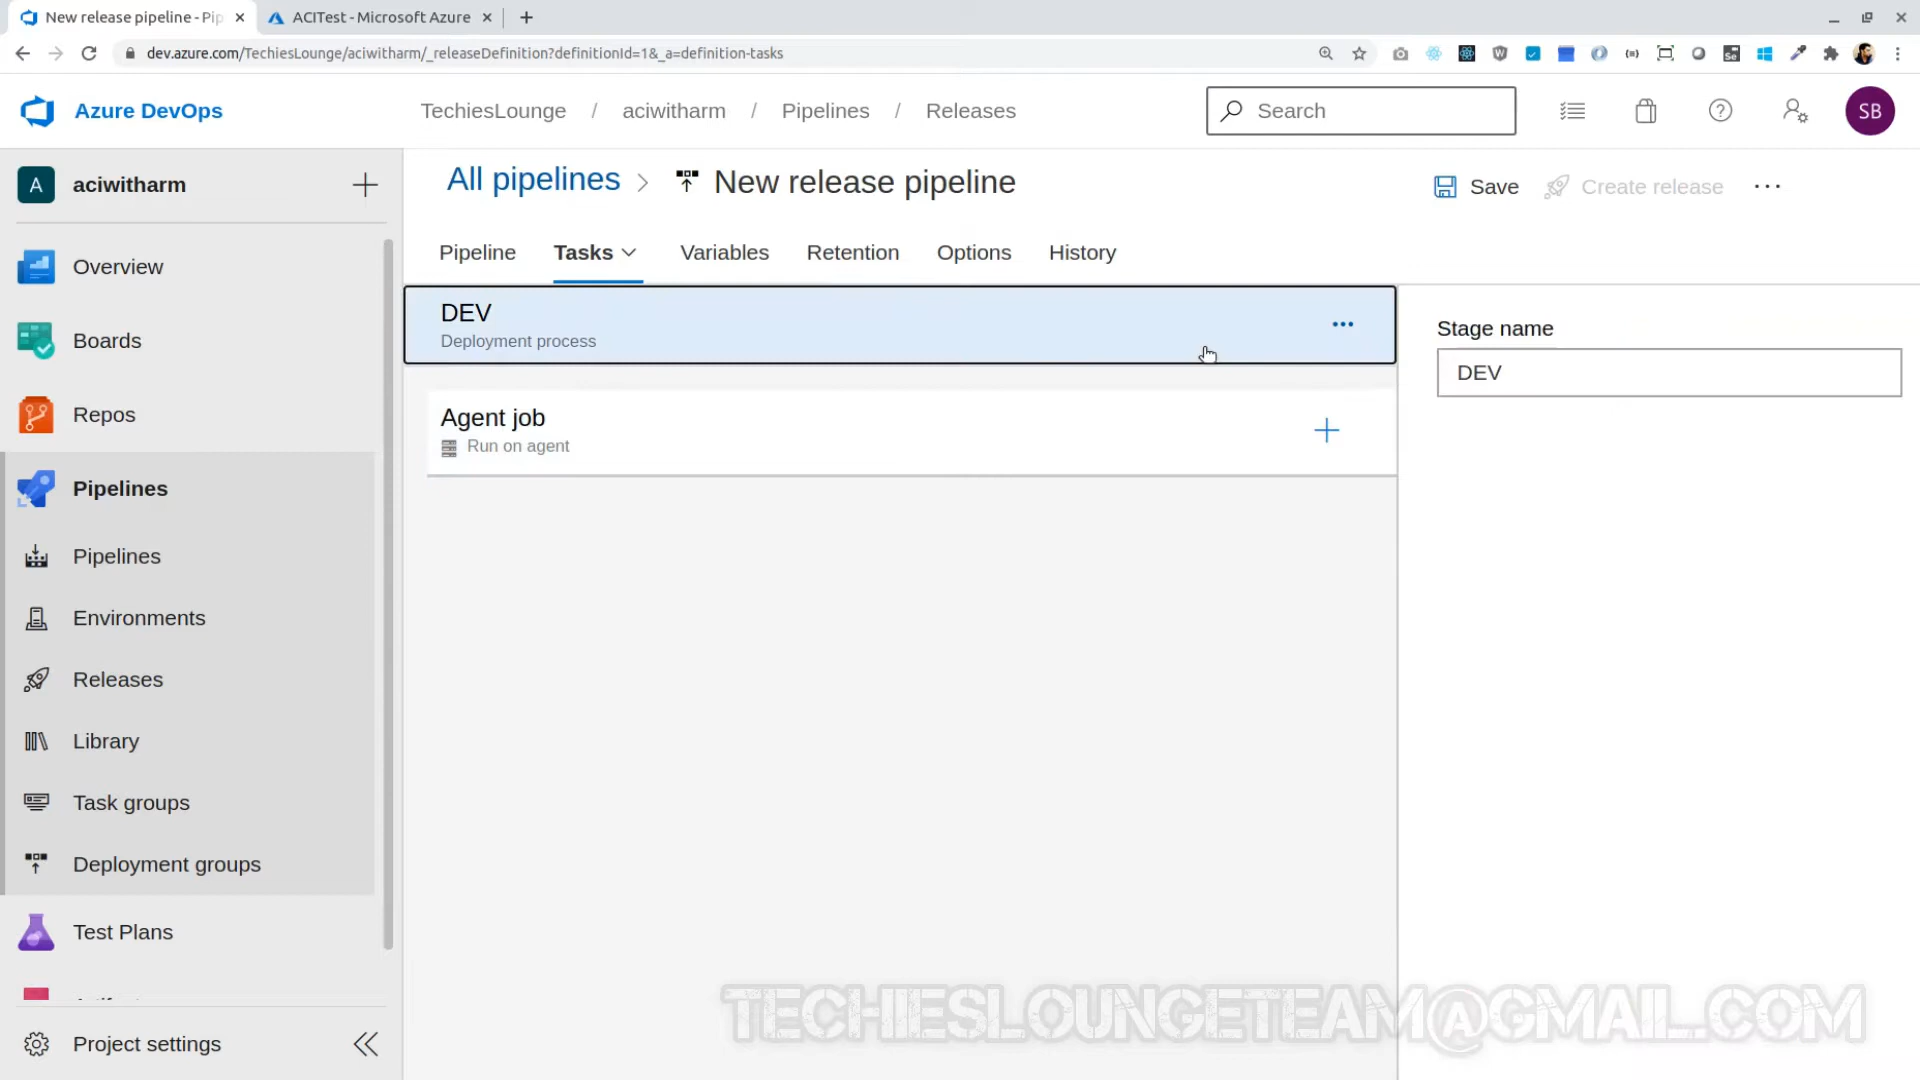 New release pipeline - Pip
ACITest - Microsoft Azure
dev.azure.com/TechiesLounge/aciwitharm/_releaseDefinition?definitionId=1&_a=definition-tasks
Azure DevOps
TechiesLounge / aciwitharm / Pipelines / Releases
Search
SB
A aciwitharm
All pipelines > New release pipeline
Save
Create release
Pipeline Tasks Variables Retention Options History
Overview
Boards
Repos
Pipelines
Pipelines
Environments
Releases
Library
Task groups
Deployment groups
Test Plans
Project settings
DEV
Deployment process
Agent job
Run on agent
Stage name
DEV
TECHIESLOUNGETEAM@GMAIL.COM